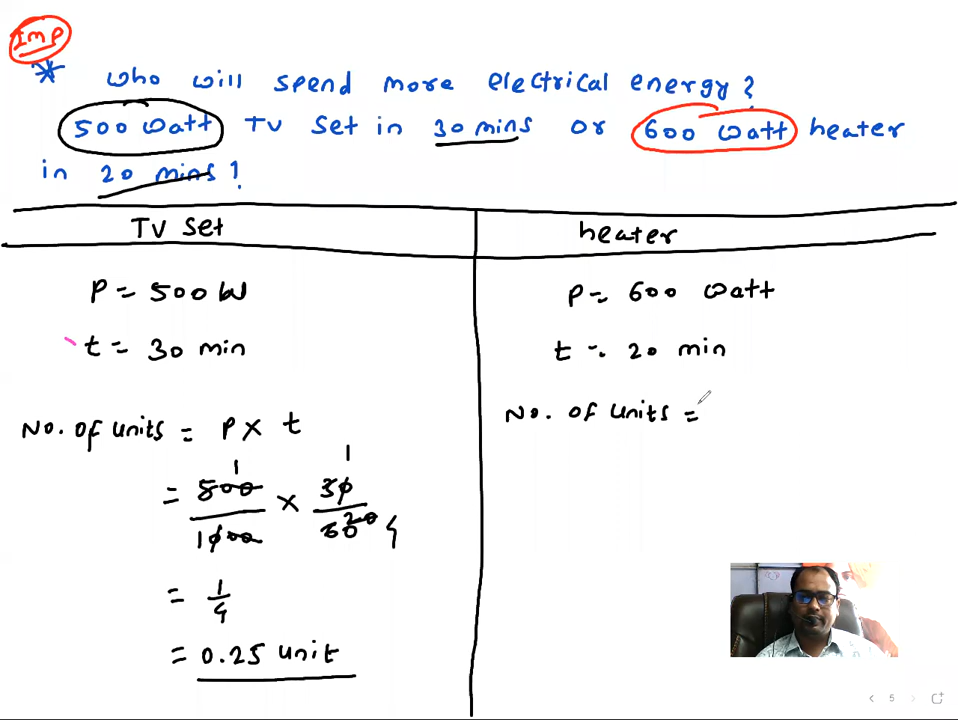 Imp
* who will spend more electrical energy?
500 watt TV set in 30 mins or 600 watt heater
in 20 mins?
TV set
heater
P = 500 W
t = 30 min
No. of units = P x t
= 500/1000 x 30/60
= 1/4
= 0.25 unit
P = 600 watt
t = 20 min
No. of units =
5